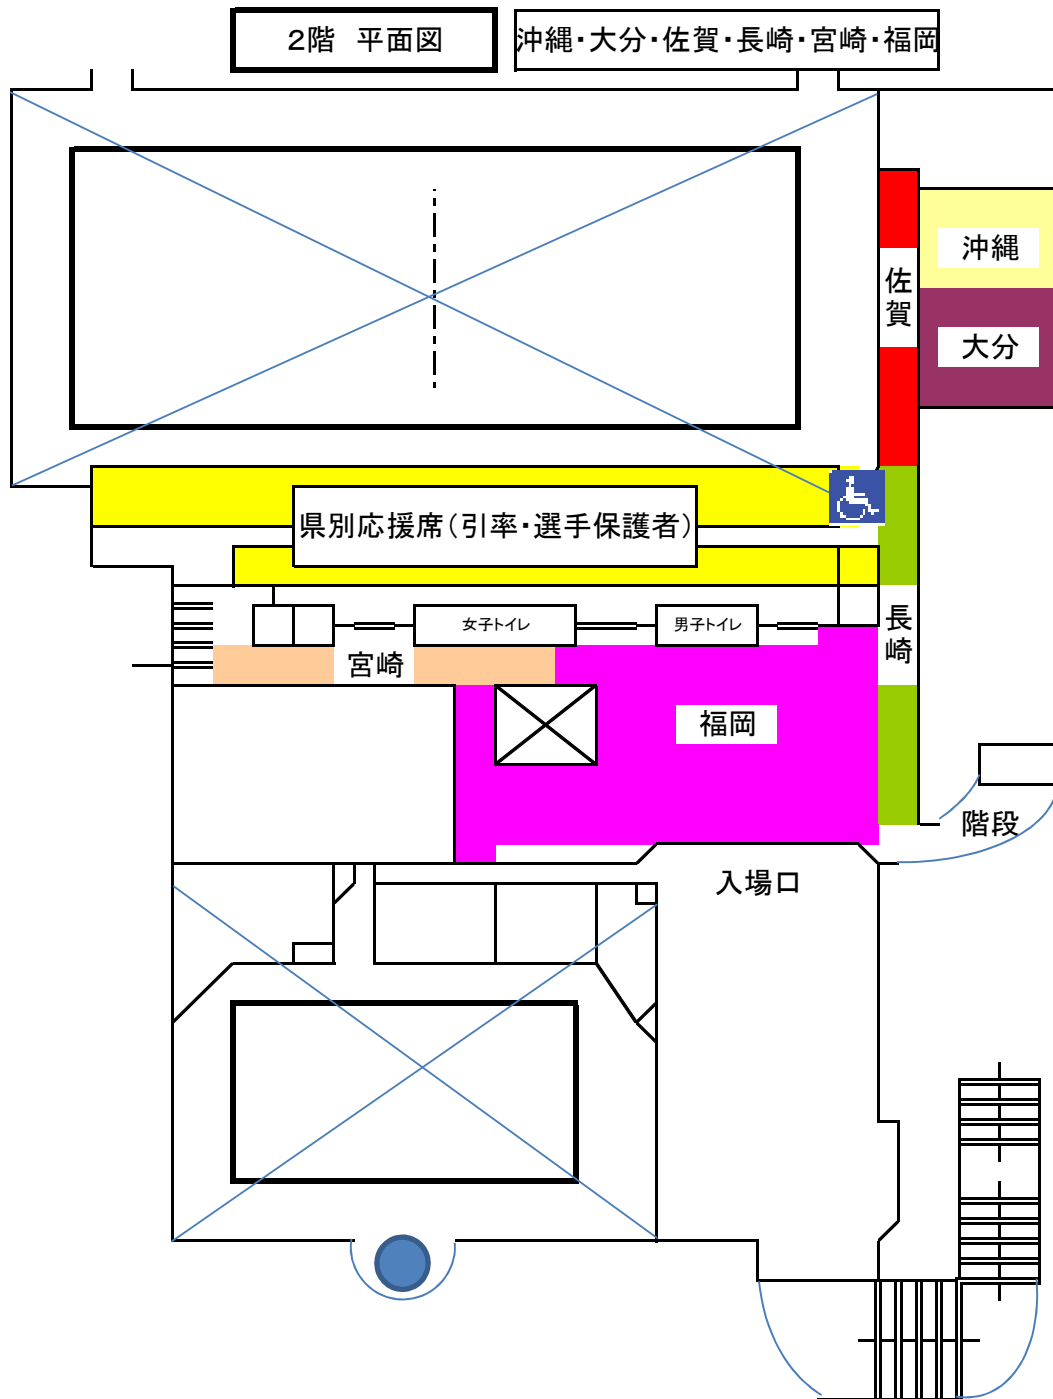 2階 平面図
沖縄・大分・佐賀・長崎・宮崎・福岡
沖縄
佐賀
大分
県別応援席(引率・選手保護者)
女子トイレ
男子トイレ
長崎
宮崎
福岡
階段
入場口